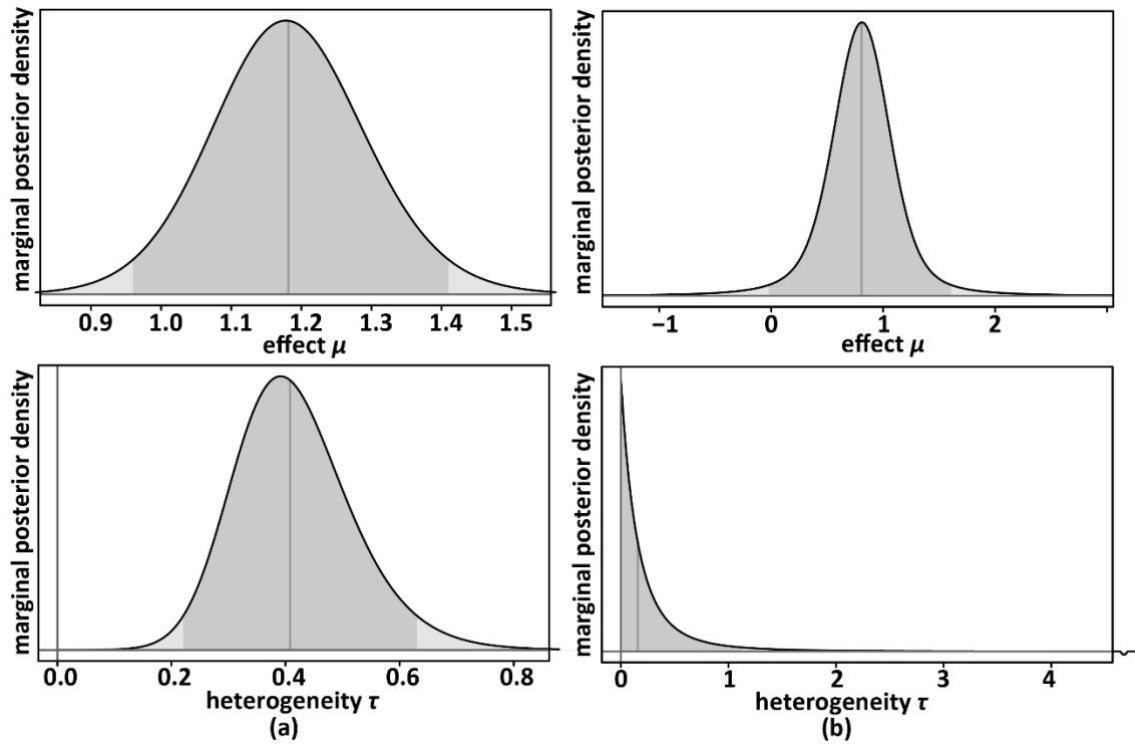 marginal posterior density
0.9 1.0 1.1 1.2 1.3 1.4 1.5
effect μ
marginal posterior density
−1 0 1 2
effect μ
marginal posterior density
0.0 0.2 0.4 0.6 0.8
heterogeneity τ
(a)
marginal posterior density
0 1 2 3 4
heterogeneity τ
(b)